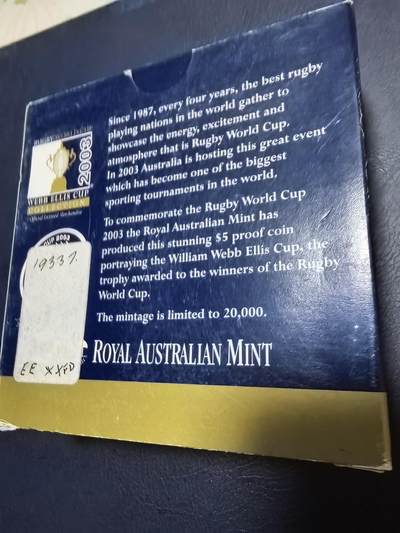 Since 1987, every four years, the best rugby
playing nations in the world gather to
showcase the energy, excitement and
atmosphere that is Rugby World Cup.
In 2003 Australia is hosting this great event
which has become one of the biggest
sporting tournaments in the world.
To commemorate the Rugby World Cup
2003 the Royal Australian Mint has
produced this stunning $5 proof coin
portraying the William Webb Ellis Cup, the
trophy awarded to the winners of the Rugby
World Cup.
The mintage is limited to 20,000.
ROYAL AUSTRALIAN MINT
2003
WEBB ELLIS CUP
COLLECTION
Official Licensed Merchandise